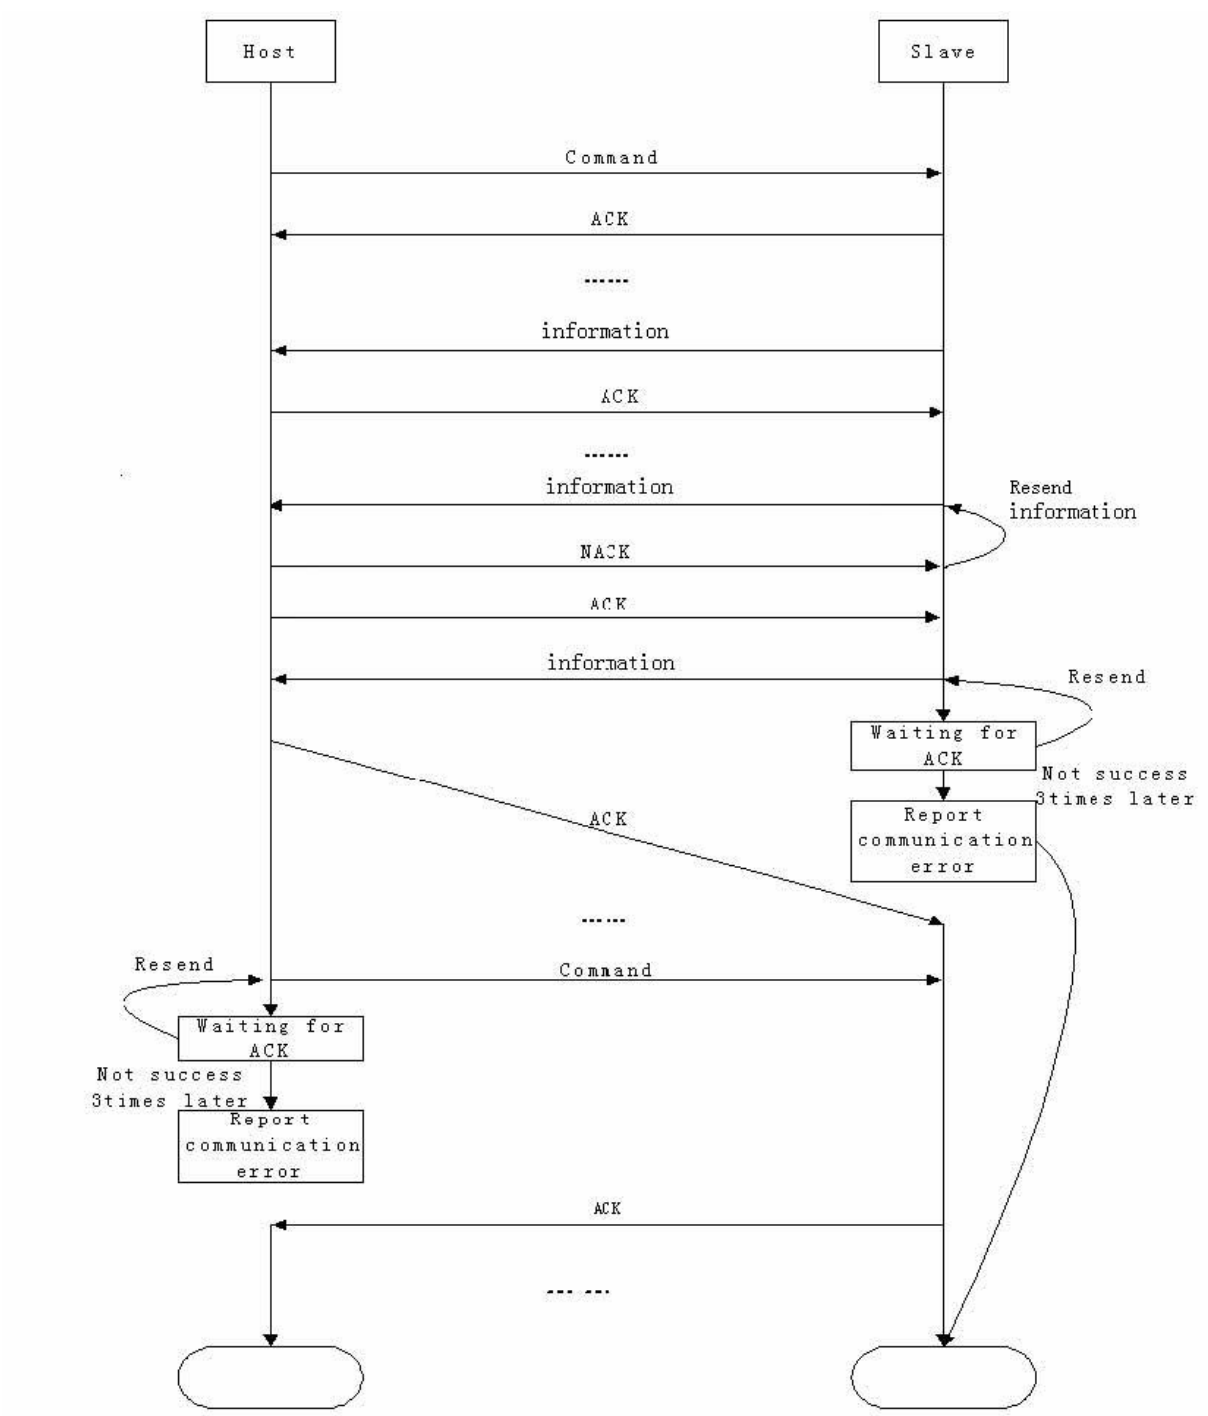 Host
Slave
Command
ACK
......
information
ACK
......
information
Resend
information
NACK
ACK
information
Resend
Waiting for
ACK
Not success
3times later
Report
communication
error
ACK
......
Resend
Command
Waiting for
ACK
Not success
3times later
Report
communication
error
ACK
... ...